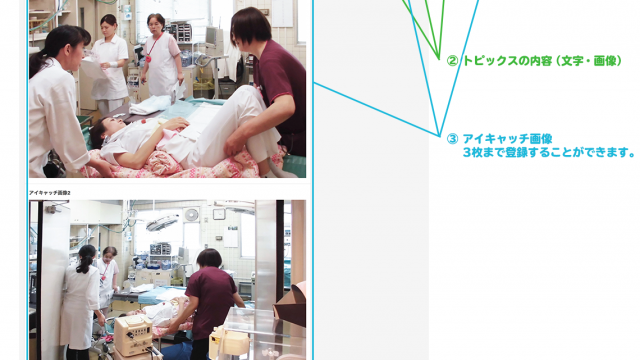 ② トピックスの内容（文字・画像）
③ アイキャッチ画像
3枚まで登録することができます。
アイキャッチ画像2